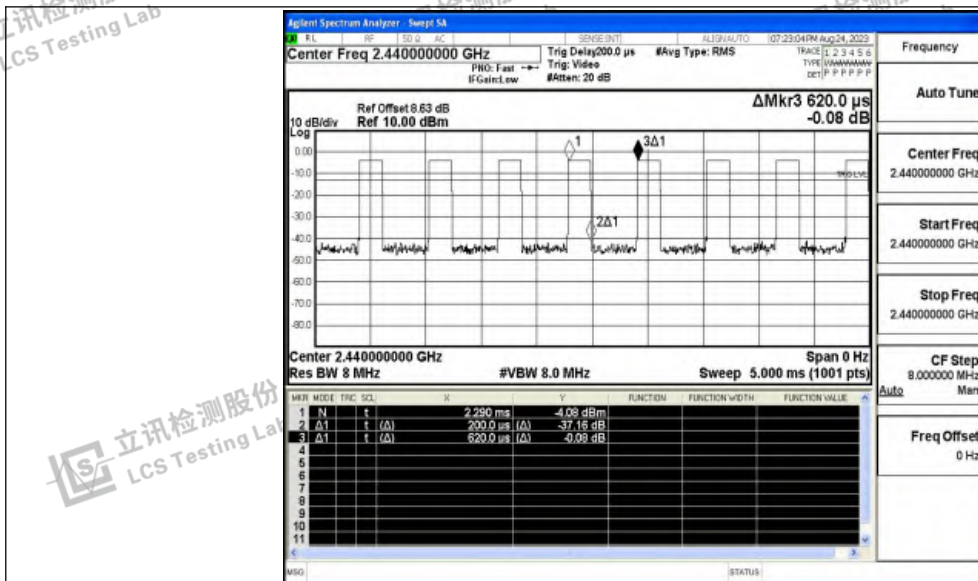 立讯检测
LCS Testing Lab
Agilent Spectrum Analyzer - Swept SA
RL RF 50 Ω AC SENSE:INT ALIGNAUTO 07:23:04PM Aug 24, 2023
Center Freq 2.440000000 GHz
PNO: Fast
IFGain:Low
Trig Delay200.0 µs
Trig: Video
#Atten: 20 dB
#Avg Type: RMS
TRACE 1 2 3 4 5 6
TYPE
DET P P P P P P
Frequency
Auto Tune
Center Freq
2.440000000 GHz
Start Freq
2.440000000 GHz
Stop Freq
2.440000000 GHz
CF Step
8.000000 MHz
Auto Man
Freq Offset
0 Hz
ΔMkr3 620.0 µs
-0.08 dB
Ref Offset 8.63 dB
10 dB/div Ref 10.00 dBm
Log
0.00
-10.0
-20.0
-30.0
-40.0
-50.0
-60.0
-70.0
-80.0
1
3Δ1
2Δ1
TRIG LVL
Center 2.440000000 GHz Span 0 Hz
Res BW 8 MHz #VBW 8.0 MHz Sweep 5.000 ms (1001 pts)
MKR MODE TRC SCL X Y FUNCTION FUNCTION WIDTH FUNCTION VALUE
1 N t 2.290 ms -4.08 dBm
2 Δ1 t (Δ) 200.0 us (Δ) -37.16 dB
3 Δ1 t (Δ) 620.0 us (Δ) -0.08 dB
4
5
6
7
8
9
10
11
MSG STATUS
立讯检测股份
LCS Testing Lab
LCS